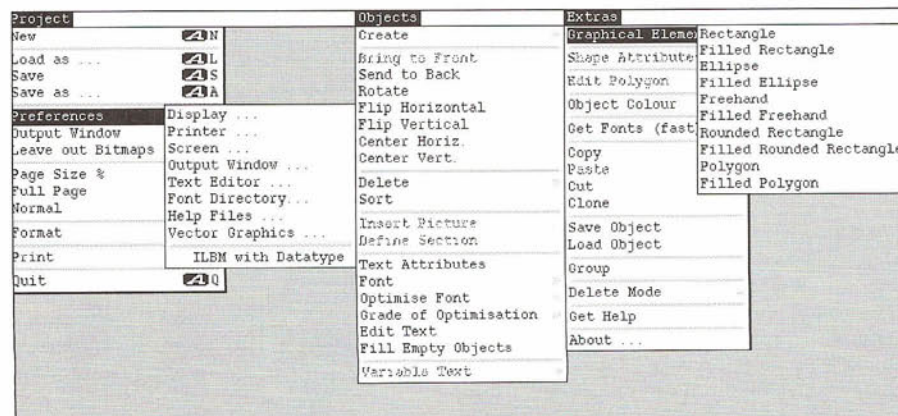 Project
New A N
Load as ... A L
Save A S
Save as ... A A
Preferences
Output Window
Leave out Bitmaps
Page Size %
Full Page
Normal
Format
Print
Quit A Q
Display ...
Printer ...
Screen ...
Output Window ...
Text Editor ...
Font Directory...
Help Files ...
Vector Graphics ...
ILBM with Datatype
Objects
Create
Bring to Front
Send to Back
Rotate
Flip Horizontal
Flip Vertical
Center Horiz.
Center Vert.
Delete
Sort
Insert Picture
Define Section
Text Attributes
Font
Optimise Font
Grade of Optimisation
Edit Text
Fill Empty Objects
Variable Text
Extras
Graphical Eleme
Shape Attribute
Edit Polygon
Object Colour
Get Fonts (fast)
Copy
Paste
Cut
Clone
Save Object
Load Object
Group
Delete Mode
Get Help
About ...
Rectangle
Filled Rectangle
Ellipse
Filled Ellipse
Freehand
Filled Freehand
Rounded Rectangle
Filled Rounded Rectangle
Polygon
Filled Polygon